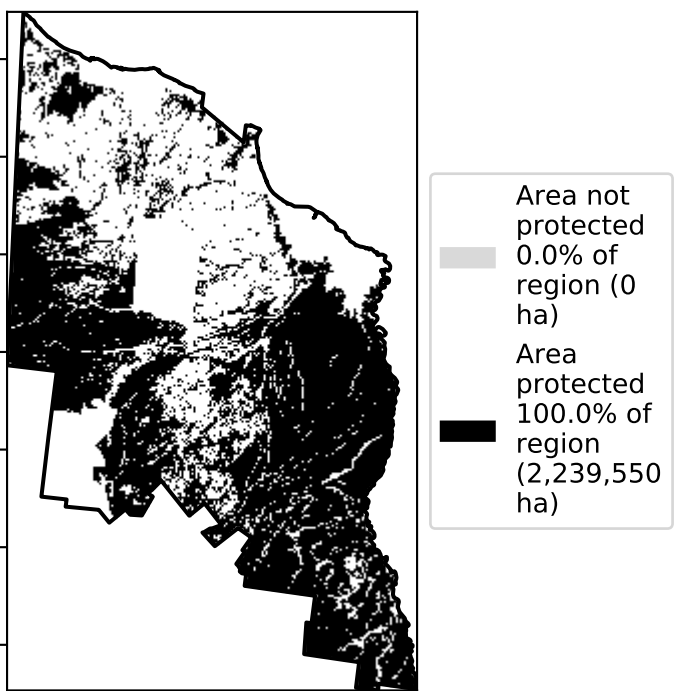 Area not
protected
0.0% of
region (0
ha)
Area
protected
100.0% of
region
(2,239,550
ha)